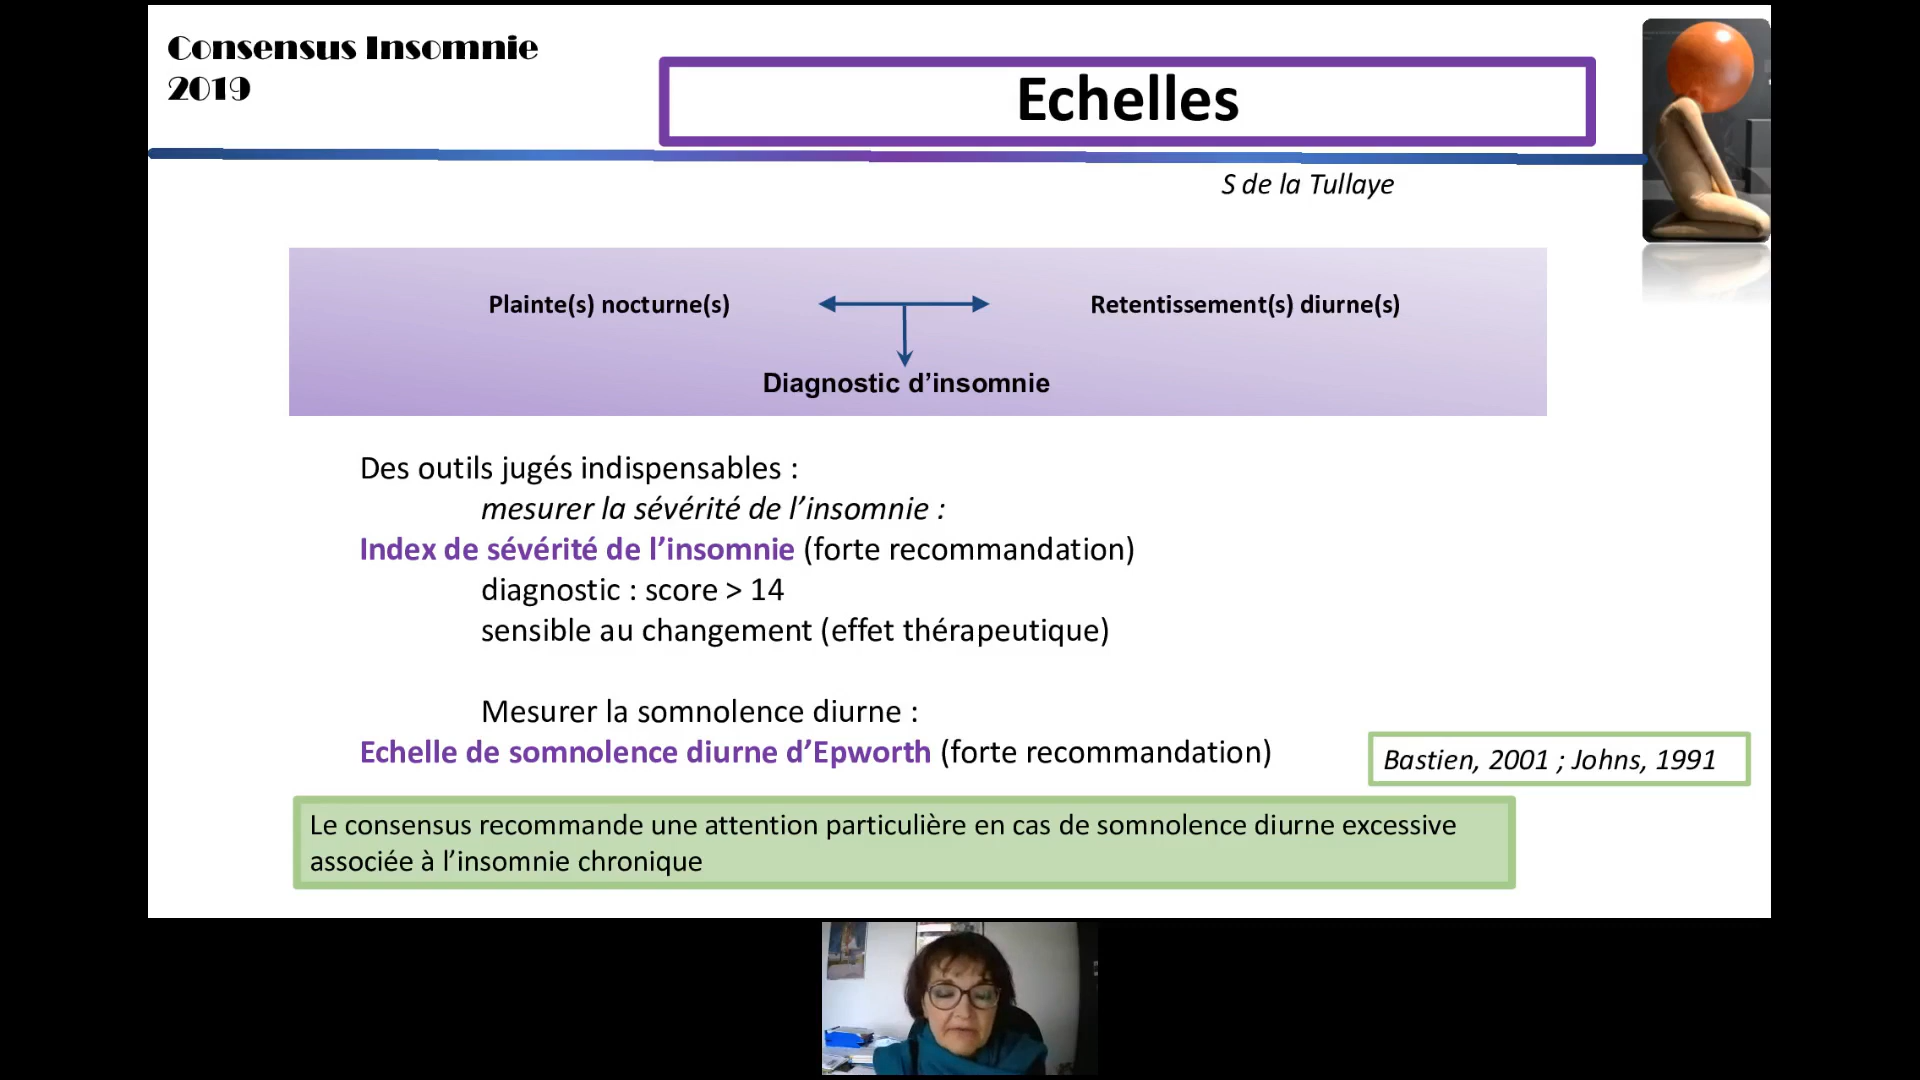 Consensus Insomnie
2019
Echelles
S de la Tullaye
Plainte(s) nocturne(s)
Retentissement(s) diurne(s)
Diagnostic d’insomnie
Des outils jugés indispensables :
mesurer la sévérité de l’insomnie :
Index de sévérité de l’insomnie (forte recommandation)
diagnostic : score > 14
sensible au changement (effet thérapeutique)
Mesurer la somnolence diurne :
Echelle de somnolence diurne d’Epworth (forte recommandation)
Bastien, 2001 ; Johns, 1991
Le consensus recommande une attention particulière en cas de somnolence diurne excessive
associée à l’insomnie chronique